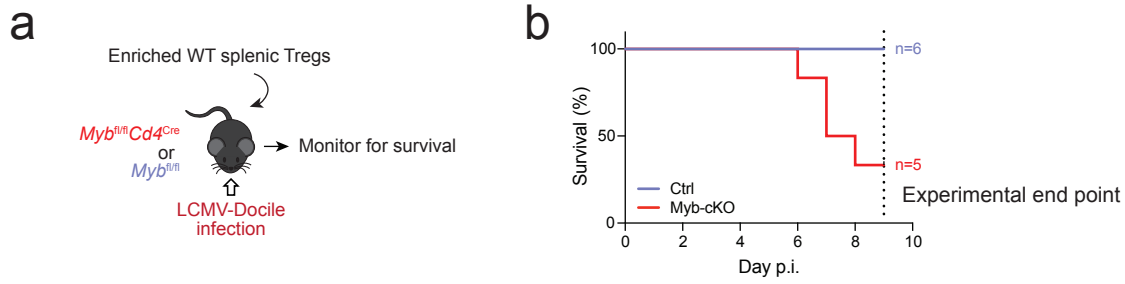 a
Enriched WT splenic Tregs
Myb^fl/fl Cd4^Cre
or
Myb^fl/fl
Monitor for survival
LCMV-Docile
infection
b
Survival (%)
100
50
0
Ctrl
Myb-cKO
n=6
n=5
Experimental end point
0 2 4 6 8 10
Day p.i.